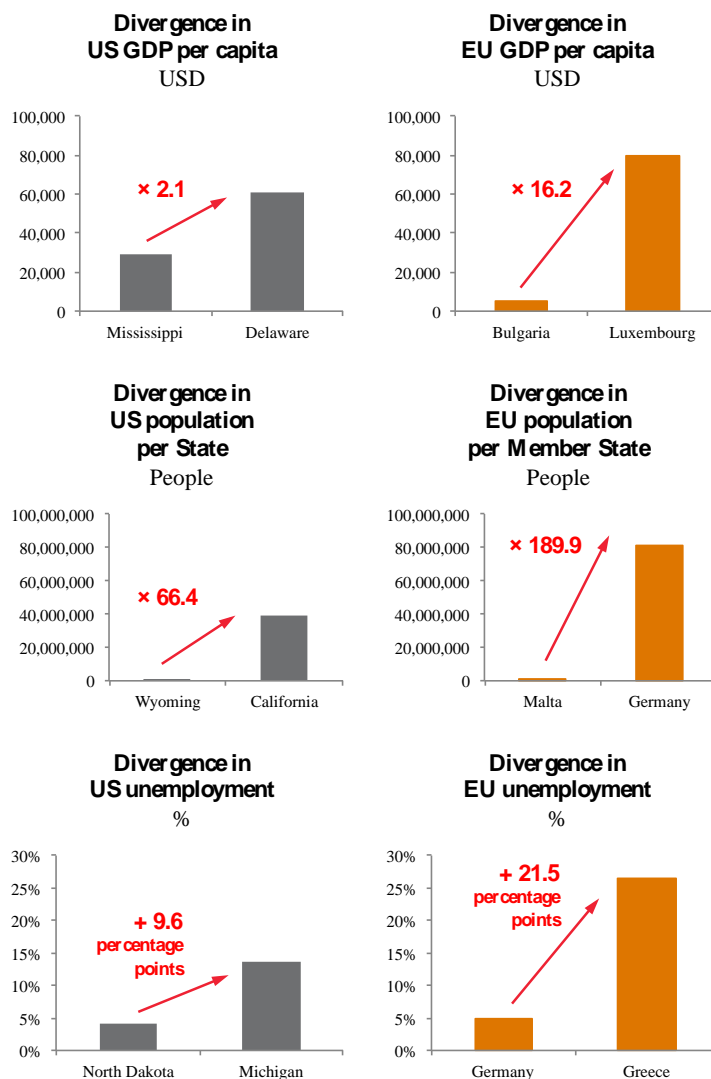 Divergence in
US GDP per capita
USD
100,000
80,000
60,000
40,000
20,000
0
× 2.1
Mississippi
Delaware
Divergence in
EU GDP per capita
USD
100,000
80,000
60,000
40,000
20,000
0
× 16.2
Bulgaria
Luxembourg
Divergence in
US population
per State
People
100,000,000
80,000,000
60,000,000
40,000,000
20,000,000
0
× 66.4
Wyoming
California
Divergence in
EU population
per Member State
People
100,000,000
80,000,000
60,000,000
40,000,000
20,000,000
0
× 189.9
Malta
Germany
Divergence in
US unemployment
%
30%
25%
20%
15%
10%
5%
0%
+ 9.6
percentage
points
North Dakota
Michigan
Divergence in
EU unemployment
%
30%
25%
20%
15%
10%
5%
0%
+ 21.5
percentage
points
Germany
Greece